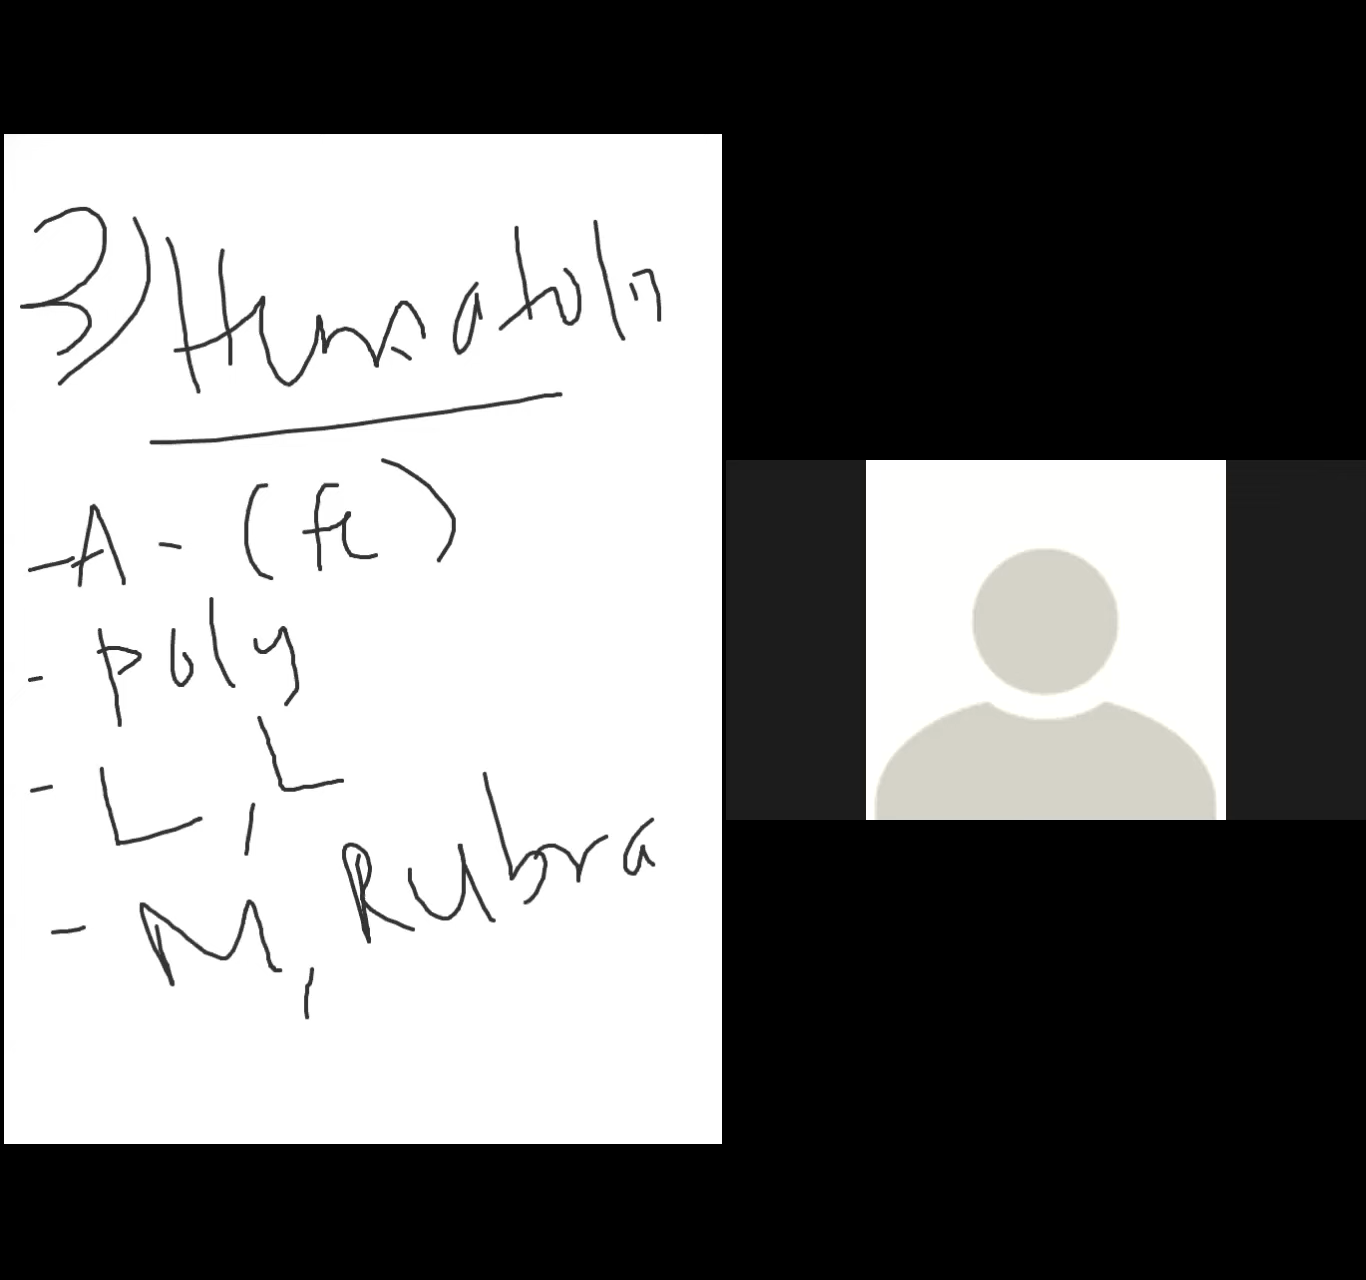 3) Hematolo
- A - (fe)
- poly
- L, L
- M, Rubra